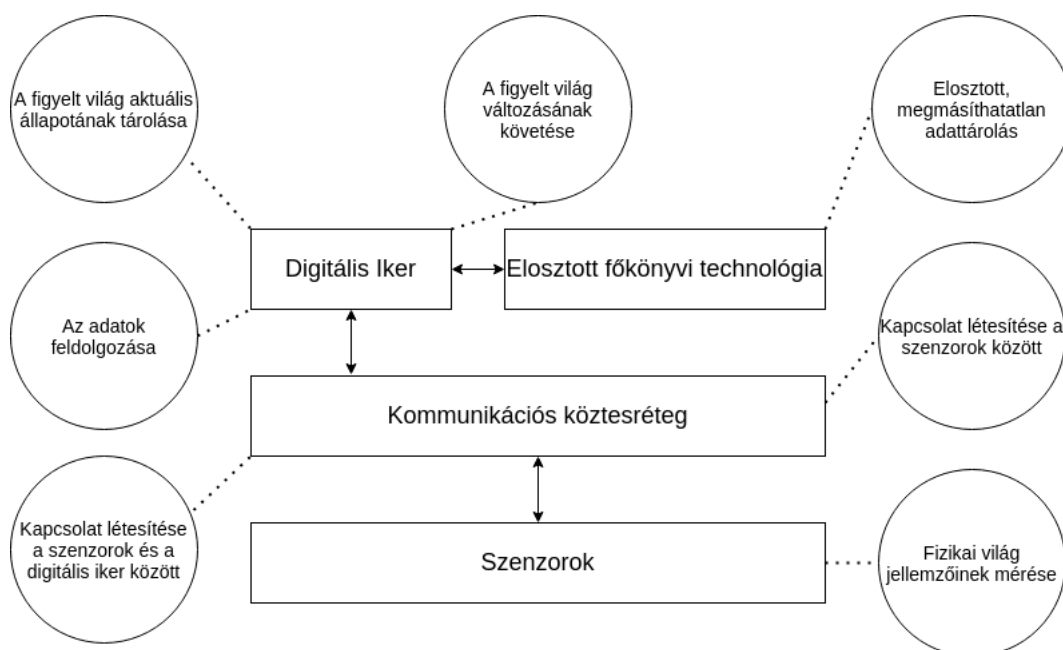 A figyelt világ aktuális
állapotának tárolása
A figyelt világ
változásának
követése
Elosztott,
megmásíthatatlan
adattárolás
Digitális Iker
Elosztott főkönyvi technológia
Az adatok
feldolgozása
Kapcsolat létesítése a
szenzorok között
Kommunikációs köztesréteg
Kapcsolat létesítése
a szenzorok és a
digitális iker között
Szenzorok
Fizikai világ
jellemzőinek mérése